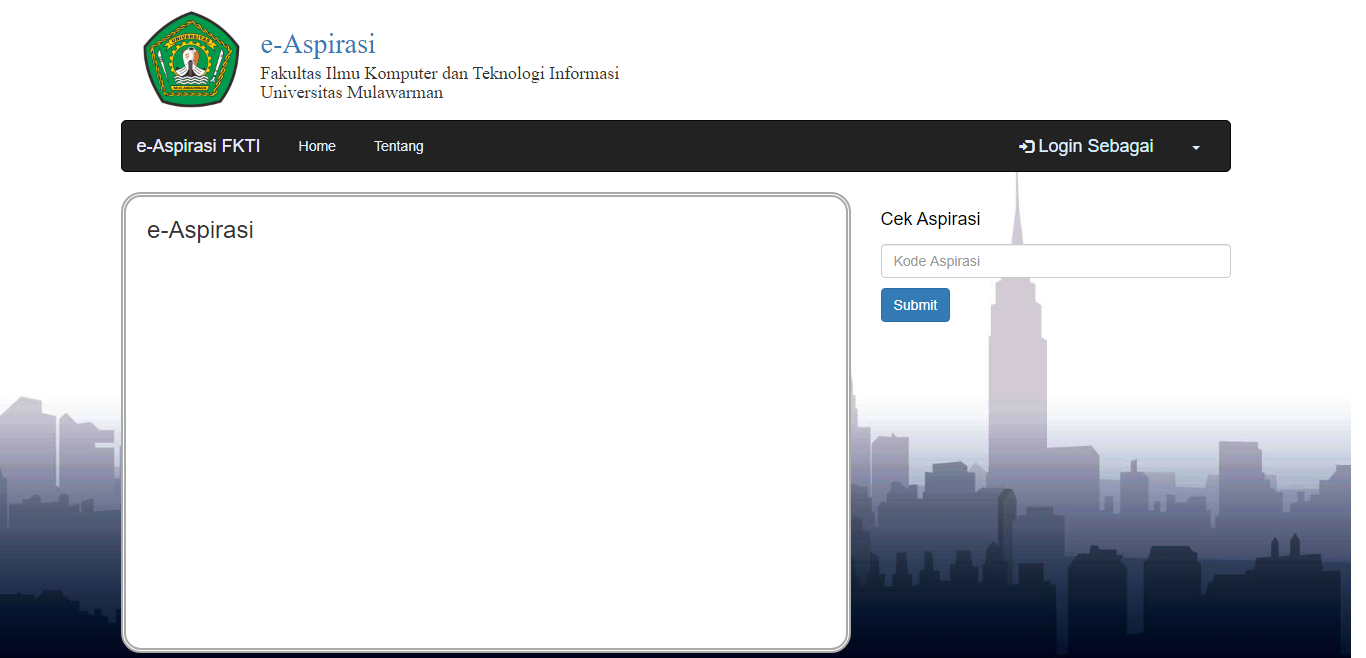 UNIVERSITAS
MULAWARMAN
e-Aspirasi
Fakultas Ilmu Komputer dan Teknologi Informasi
Universitas Mulawarman
e-Aspirasi FKTI
Home
Tentang
Login Sebagai
e-Aspirasi
Cek Aspirasi
Kode Aspirasi
Submit